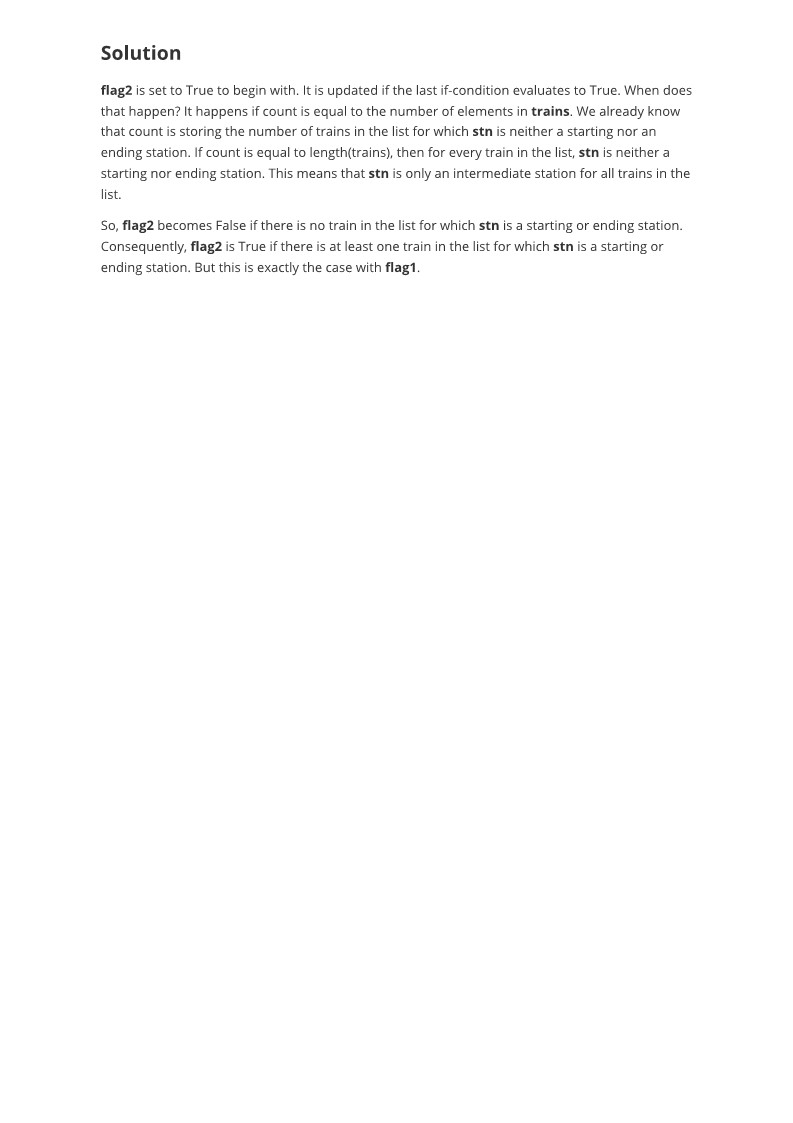 Solution
flag2 is set to True to begin with. It is updated if the last if-condition evaluates to True. When does
that happen? It happens if count is equal to the number of elements in trains. We already know
that count is storing the number of trains in the list for which stn is neither a starting nor an
ending station. If count is equal to length(trains), then for every train in the list, stn is neither a
starting nor ending station. This means that stn is only an intermediate station for all trains in the
list.
So, flag2 becomes False if there is no train in the list for which stn is a starting or ending station.
Consequently, flag2 is True if there is at least one train in the list for which stn is a starting or
ending station. But this is exactly the case with flag1.